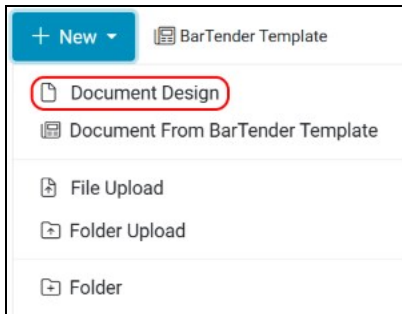 New BarTender Template
Document Design
Document From BarTender Template
File Upload
Folder Upload
Folder